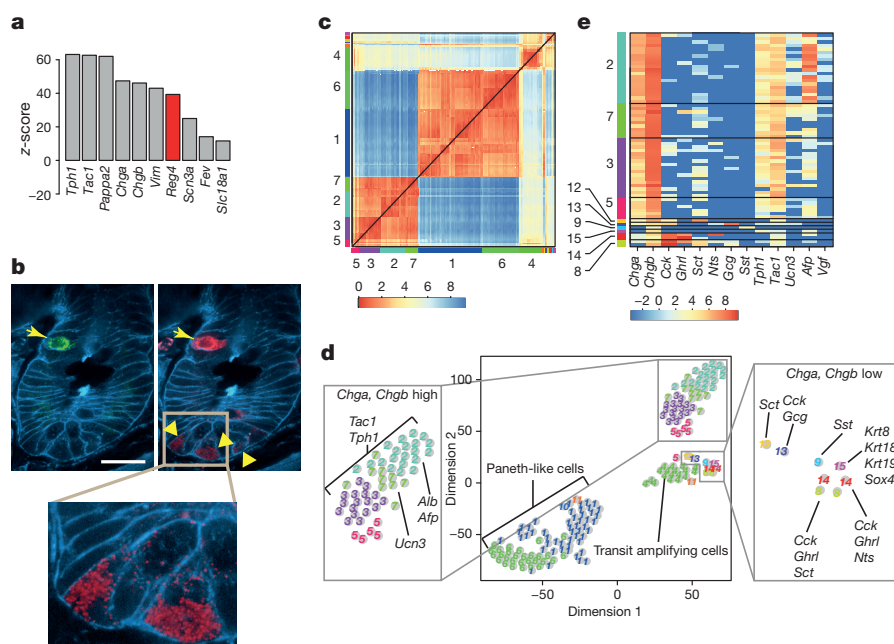 a
z-score
60
40
20
0
−20
Tph1
Tac1
Pappa2
Chga
Chgb
Vim
Reg4
Scn3a
Fev
Slc18a1
b
c
4
6
1
7
2
3
5
5 3 2 7 1 6 4
0 2 4 6 8
e
2
7
3
5
12
13
9
15
14
8
Chga
Chgb
Cck
Ghrl
Sct
Nts
Gcg
Sst
Tph1
Tac1
Ucn3
Afp
Vgf
−2 0 2 4 6 8
d
Chga, Chgb high
Tac1
Tph1
Alb
Afp
Ucn3
Dimension 2
100
50
0
−50
Paneth-like cells
Transit amplifying cells
−50 0 50
Dimension 1
Chga, Chgb low
Sct
Cck
Gcg
Sst
Krt8
Krt18
Krt19
Sox4
Cck
Ghrl
Sct
Cck
Ghrl
Nts